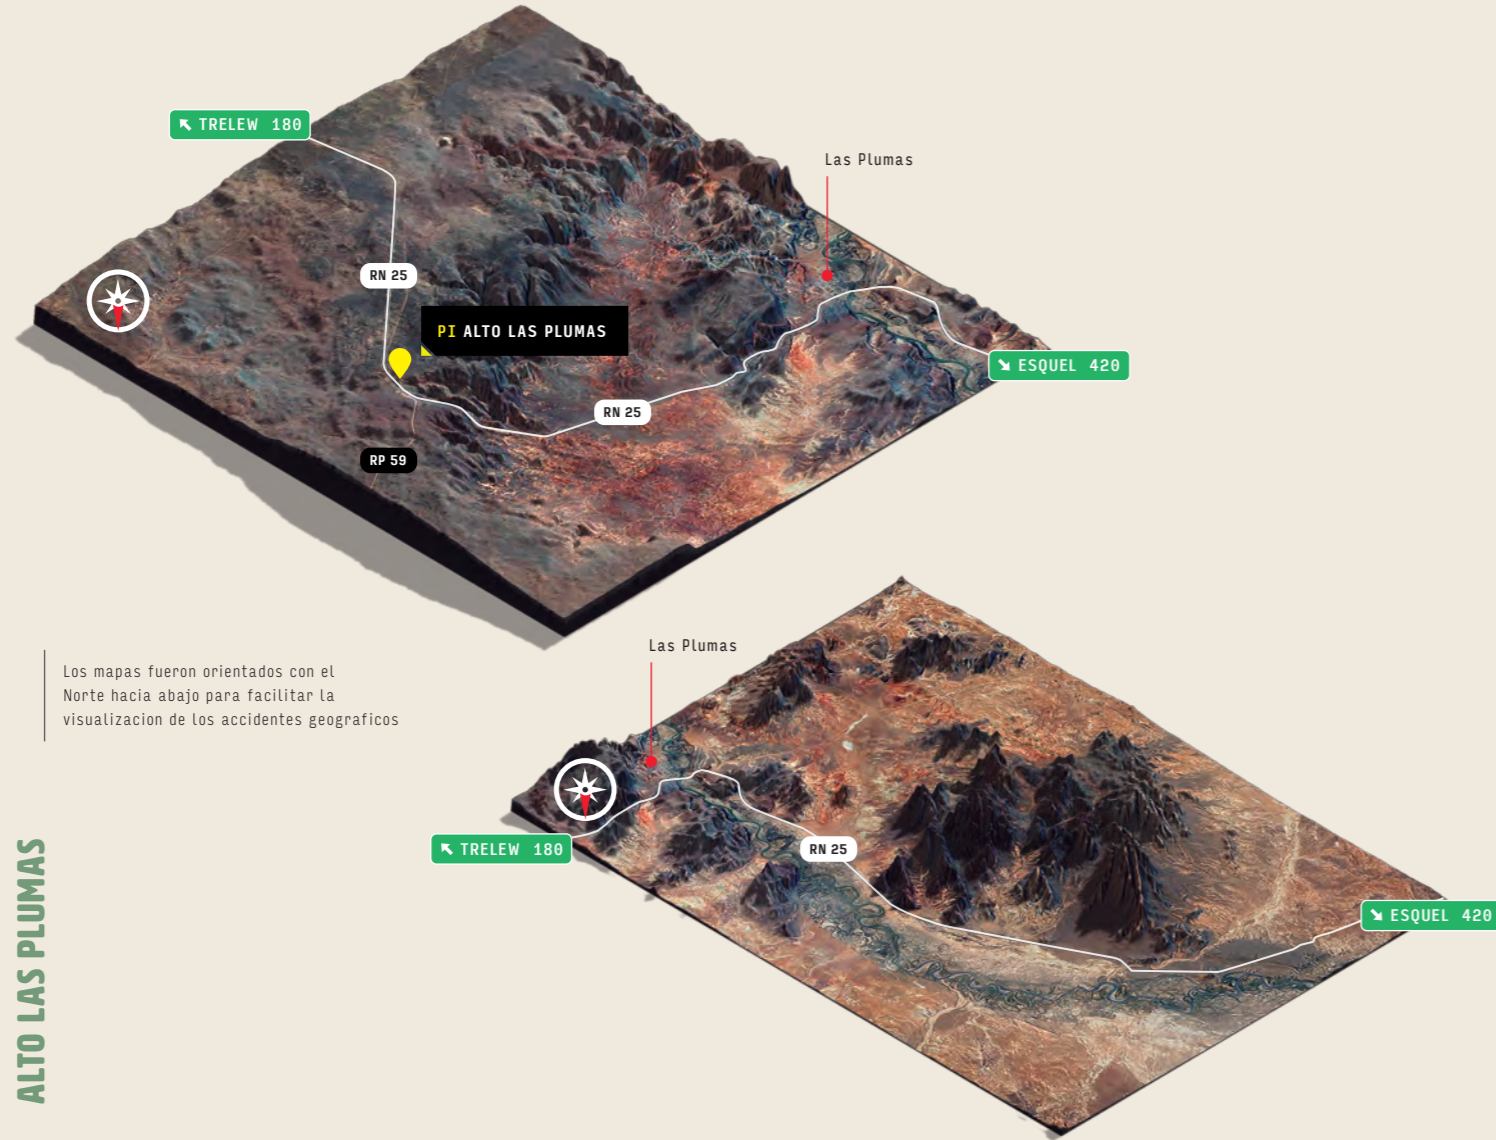 TRELEW 180
Las Plumas
RN 25
PI ALTO LAS PLUMAS
ESQUEL 420
RN 25
RP 59
Las Plumas
Los mapas fueron orientados con el
Norte hacia abajo para facilitar la
visualizacion de los accidentes geograficos
TRELEW 180
RN 25
ESQUEL 420
ALTO LAS PLUMAS